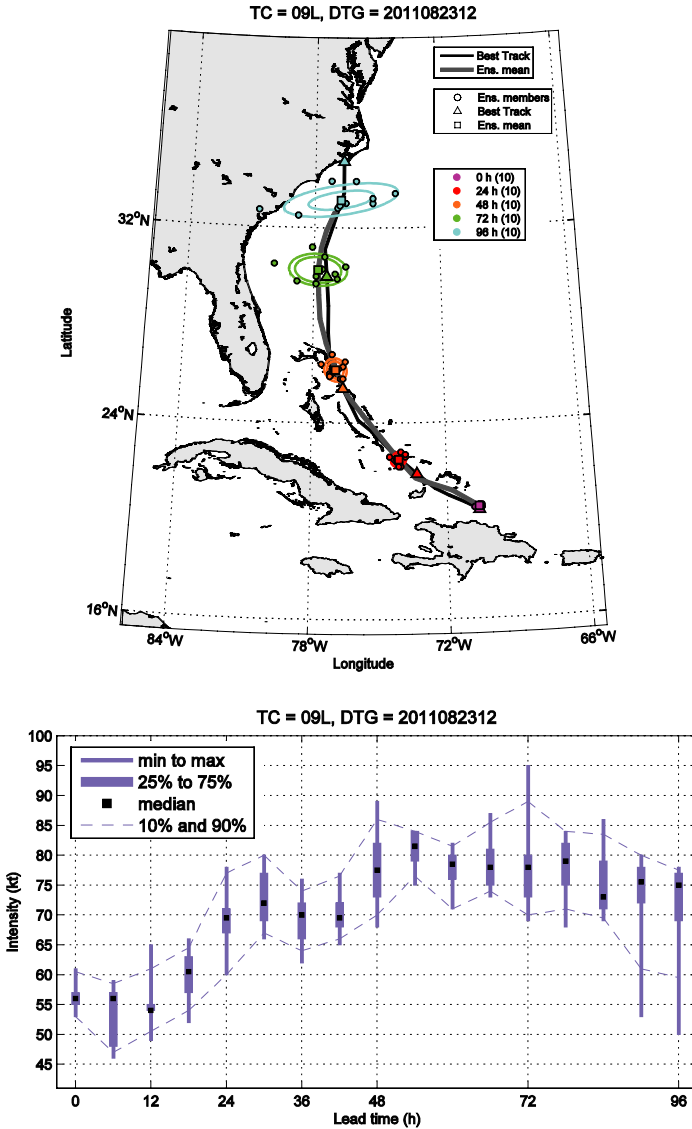 TC = 09L, DTG = 2011082312
Best Track
Ens. mean
Ens. members
Best Track
Ens. mean
0 h (10)
24 h (10)
48 h (10)
72 h (10)
96 h (10)
32°N
24°N
16°N
Latitude
84°W
78°W
72°W
66°W
Longitude
TC = 09L, DTG = 2011082312
min to max
25% to 75%
median
10% and 90%
100
95
90
85
80
75
70
65
60
55
50
45
Intensity (kt)
0
12
24
36
48
72
96
Lead time (h)